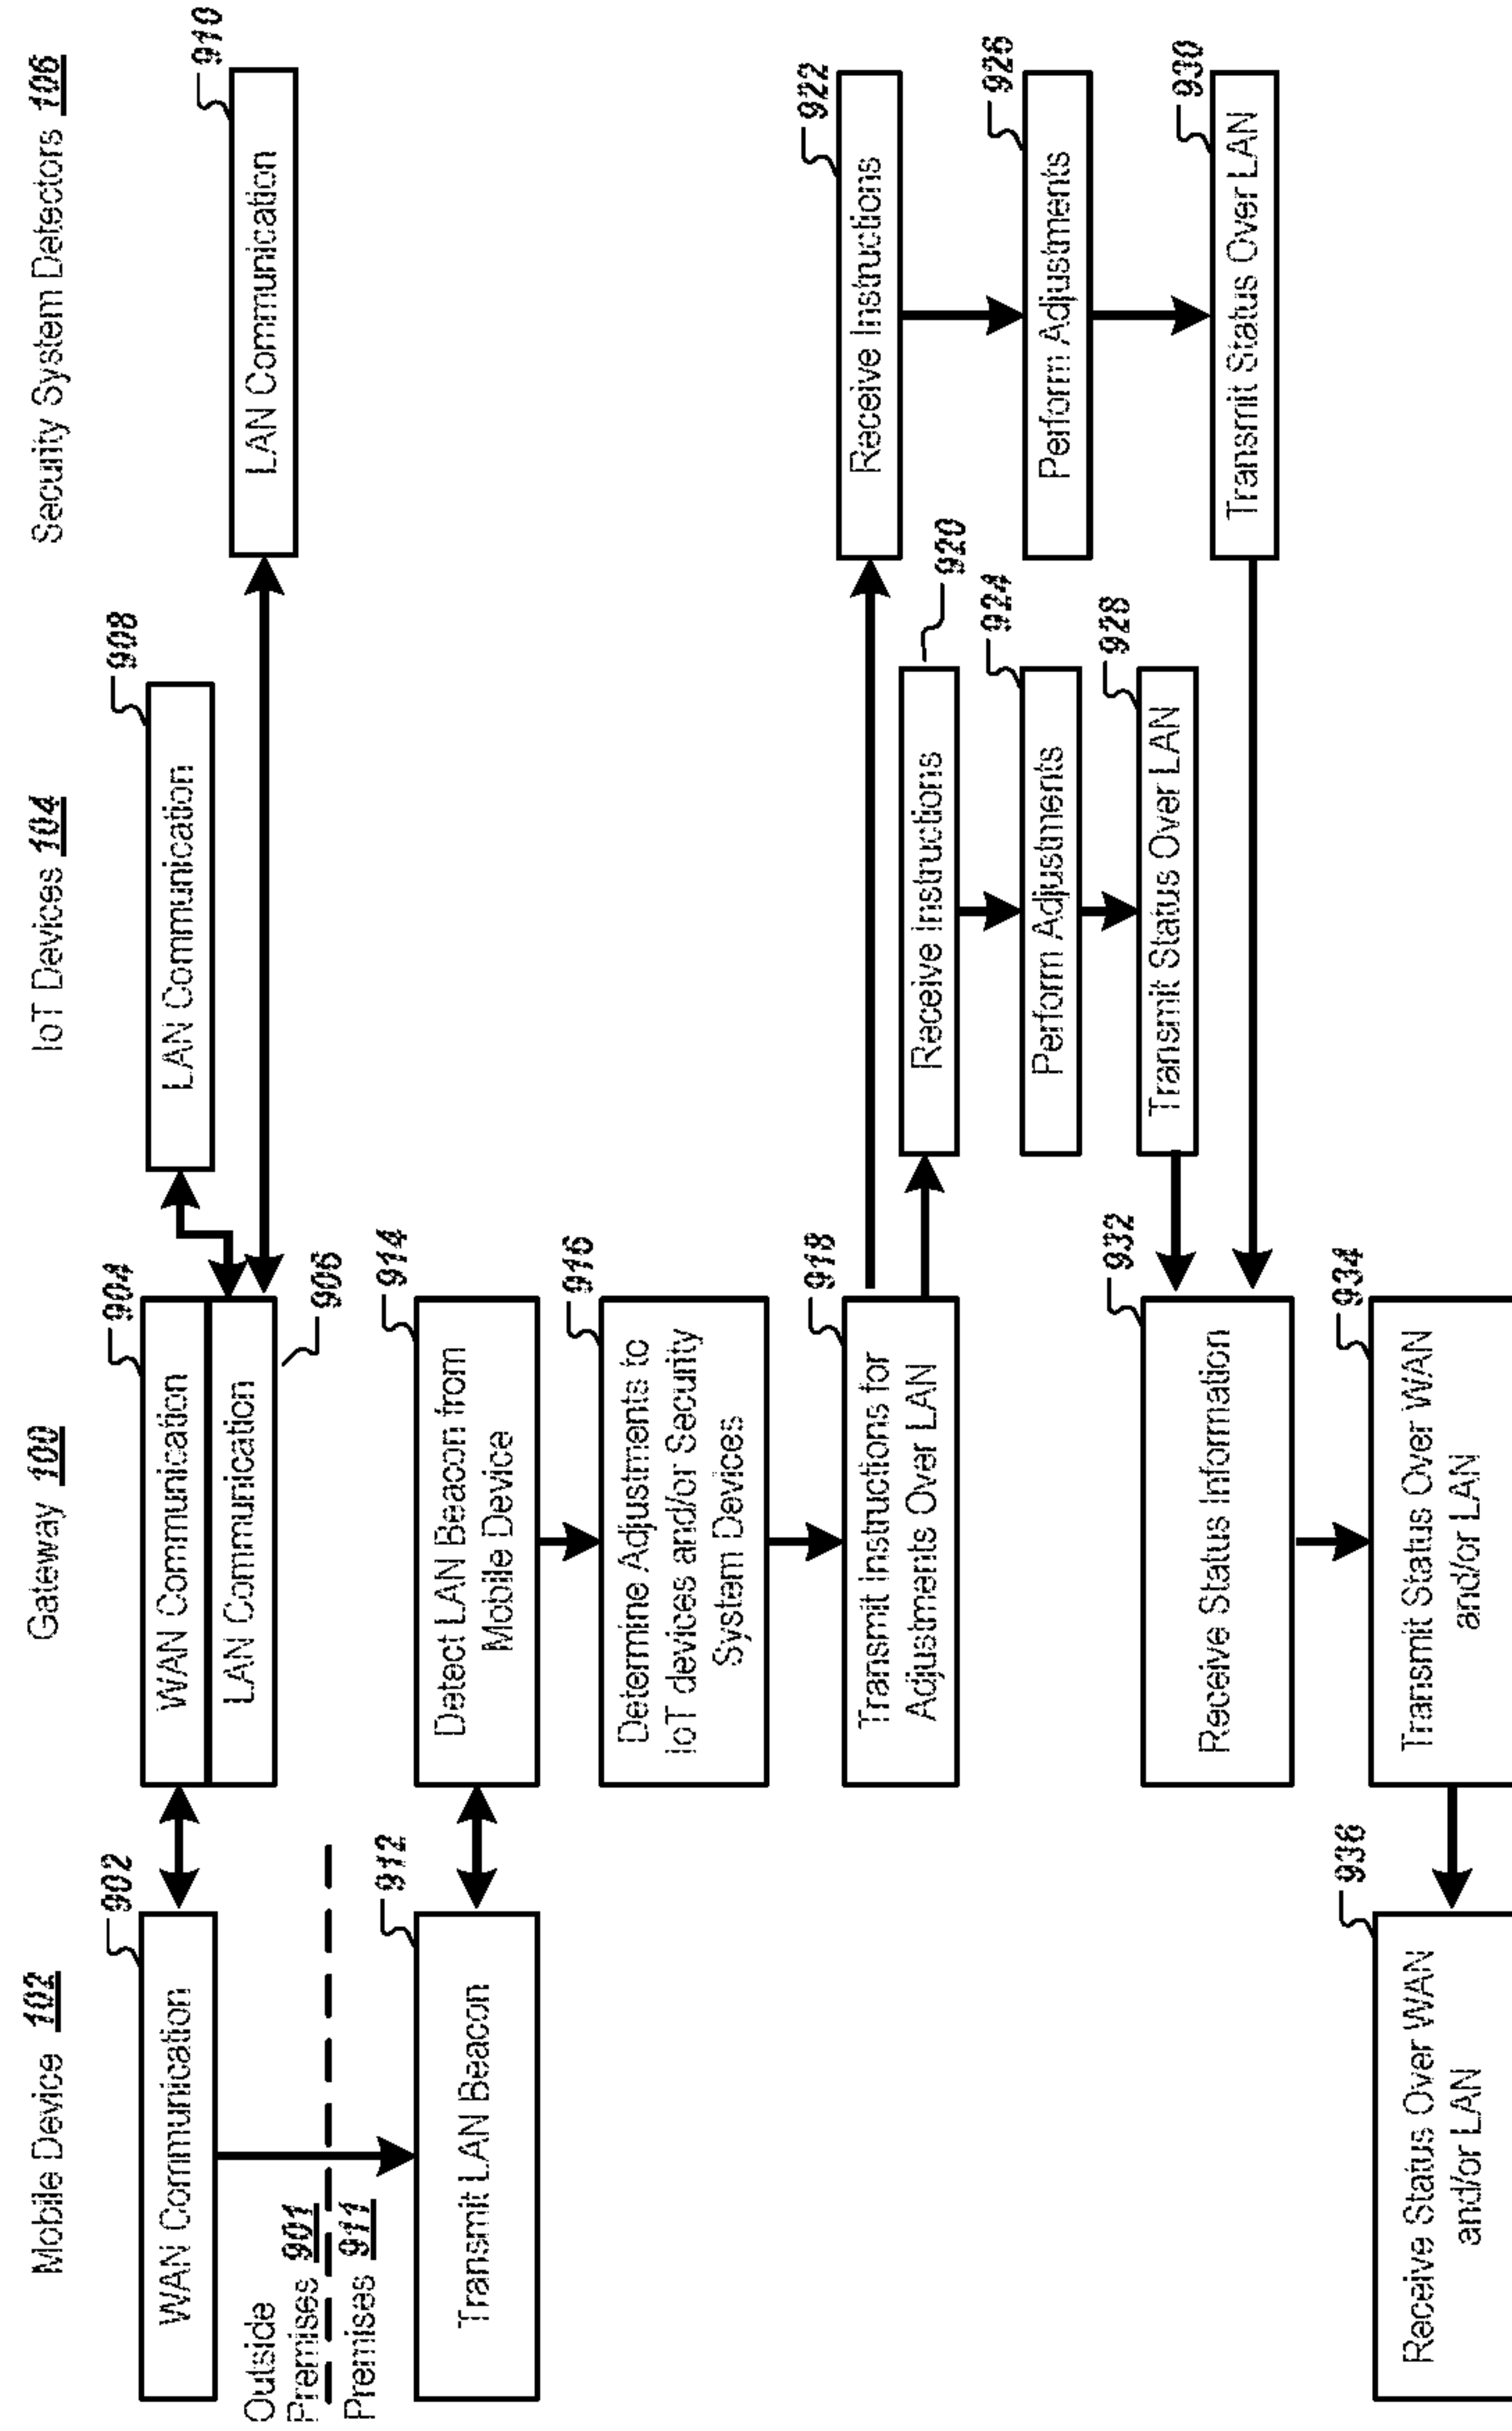 Mobile Device 102
Gateway 100
IoT Devices 104
Security System Detectors 106
902
WAN Communication
904
WAN Communication
LAN Communication
906
908
LAN Communication
910
LAN Communication
Outside
Premises 901
Premises 911
912
Transmit LAN Beacon
914
Detect LAN Beacon from
Mobile Device
916
Determine Adjustments to
IoT devices and/or Security
System Devices
918
Transmit Instructions for
Adjustments Over LAN
920
Receive Instructions
922
Receive Instructions
924
Perform Adjustments
926
Perform Adjustments
928
Transmit Status Over LAN
930
Transmit Status Over LAN
932
Receive Status Information
934
Transmit Status Over WAN
and/or LAN
936
Receive Status Over WAN
and/or LAN